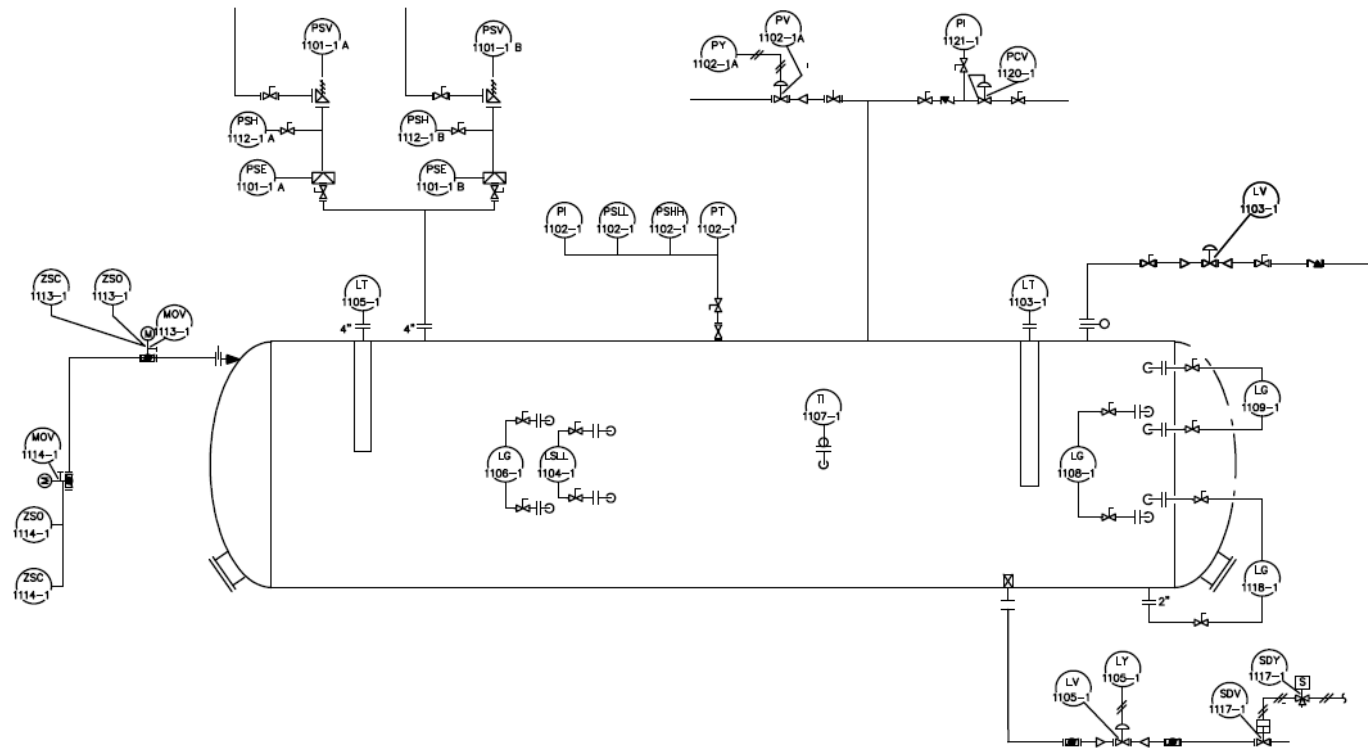 PSV
1101-1 A
PSV
1101-1 B
PY
1102-1A
PV
1102-1A
PI
1121-1
PCV
1120-1
PSH
1112-1 A
PSH
1112-1 B
PSE
1101-1 A
PSE
1101-1 B
PI
1102-1
PSLL
1102-1
PSHH
1102-1
PT
1102-1
LV
1103-1
ZSC
1113-1
ZSO
1113-1
MOV
1113-1
M
LT
1105-1
4"
4"
LT
1103-1
TI
1107-1
LG
1109-1
MOV
1114-1
M
LG
1106-1
LSLL
1104-1
LG
1108-1
ZSO
1114-1
ZSC
1114-1
LG
1118-1
2"
LV
1105-1
LY
1105-1
SDV
1117-1
SDY
1117-1
S